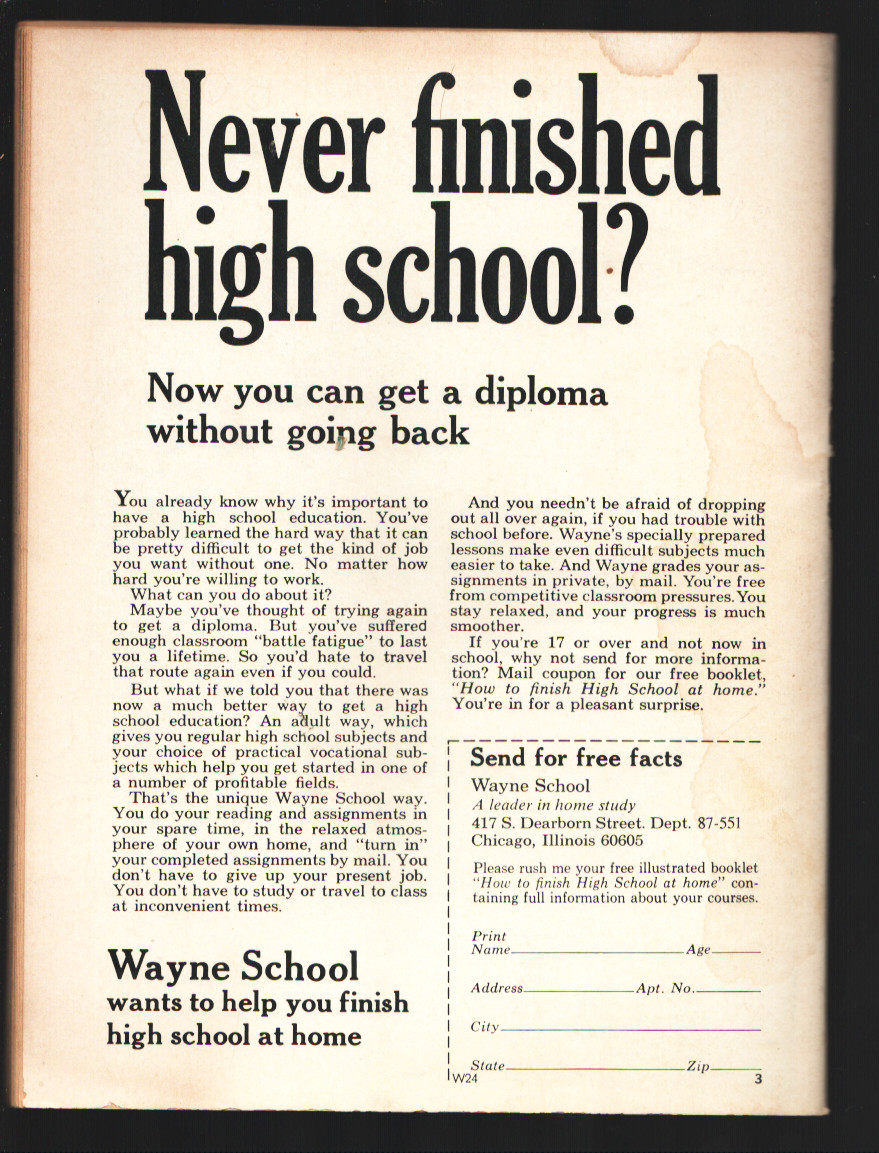 Never finished
high school?
Now you can get a diploma
without going back
You already know why it's important to
have a high school education. You've
probably learned the hard way that it can
be pretty difficult to get the kind of job
you want without one. No matter how
hard you're willing to work.
What can you do about it?
Maybe you've thought of trying again
to get a diploma. But you've suffered
enough classroom “battle fatigue” to last
you a lifetime. So you'd hate to travel
that route again even if you could.
But what if we told you that there was
now a much better way to get a high
school education? An adult way, which
gives you regular high school subjects and
your choice of practical vocational sub-
jects which help you get started in one of
a number of profitable fields.
That's the unique Wayne School way.
You do your reading and assignments in
your spare time, in the relaxed atmos-
phere of your own home, and “turn in”
your completed assignments by mail. You
don't have to give up your present job.
You don't have to study or travel to class
at inconvenient times.
Wayne School
wants to help you finish
high school at home
And you needn't be afraid of dropping
out all over again, if you had trouble with
school before. Wayne's specially prepared
lessons make even difficult subjects much
easier to take. And Wayne grades your as-
signments in private, by mail. You're free
from competitive classroom pressures. You
stay relaxed, and your progress is much
smoother.
If you're 17 or over and not now in
school, why not send for more informa-
tion? Mail coupon for our free booklet,
“How to finish High School at home.”
You're in for a pleasant surprise.
Send for free facts
Wayne School
A leader in home study
417 S. Dearborn Street. Dept. 87-551
Chicago, Illinois 60605
Please rush me your free illustrated booklet
“How to finish High School at home” con-
taining full information about your courses.
Print
Name Age
Address Apt. No.
City
State Zip
W24 3